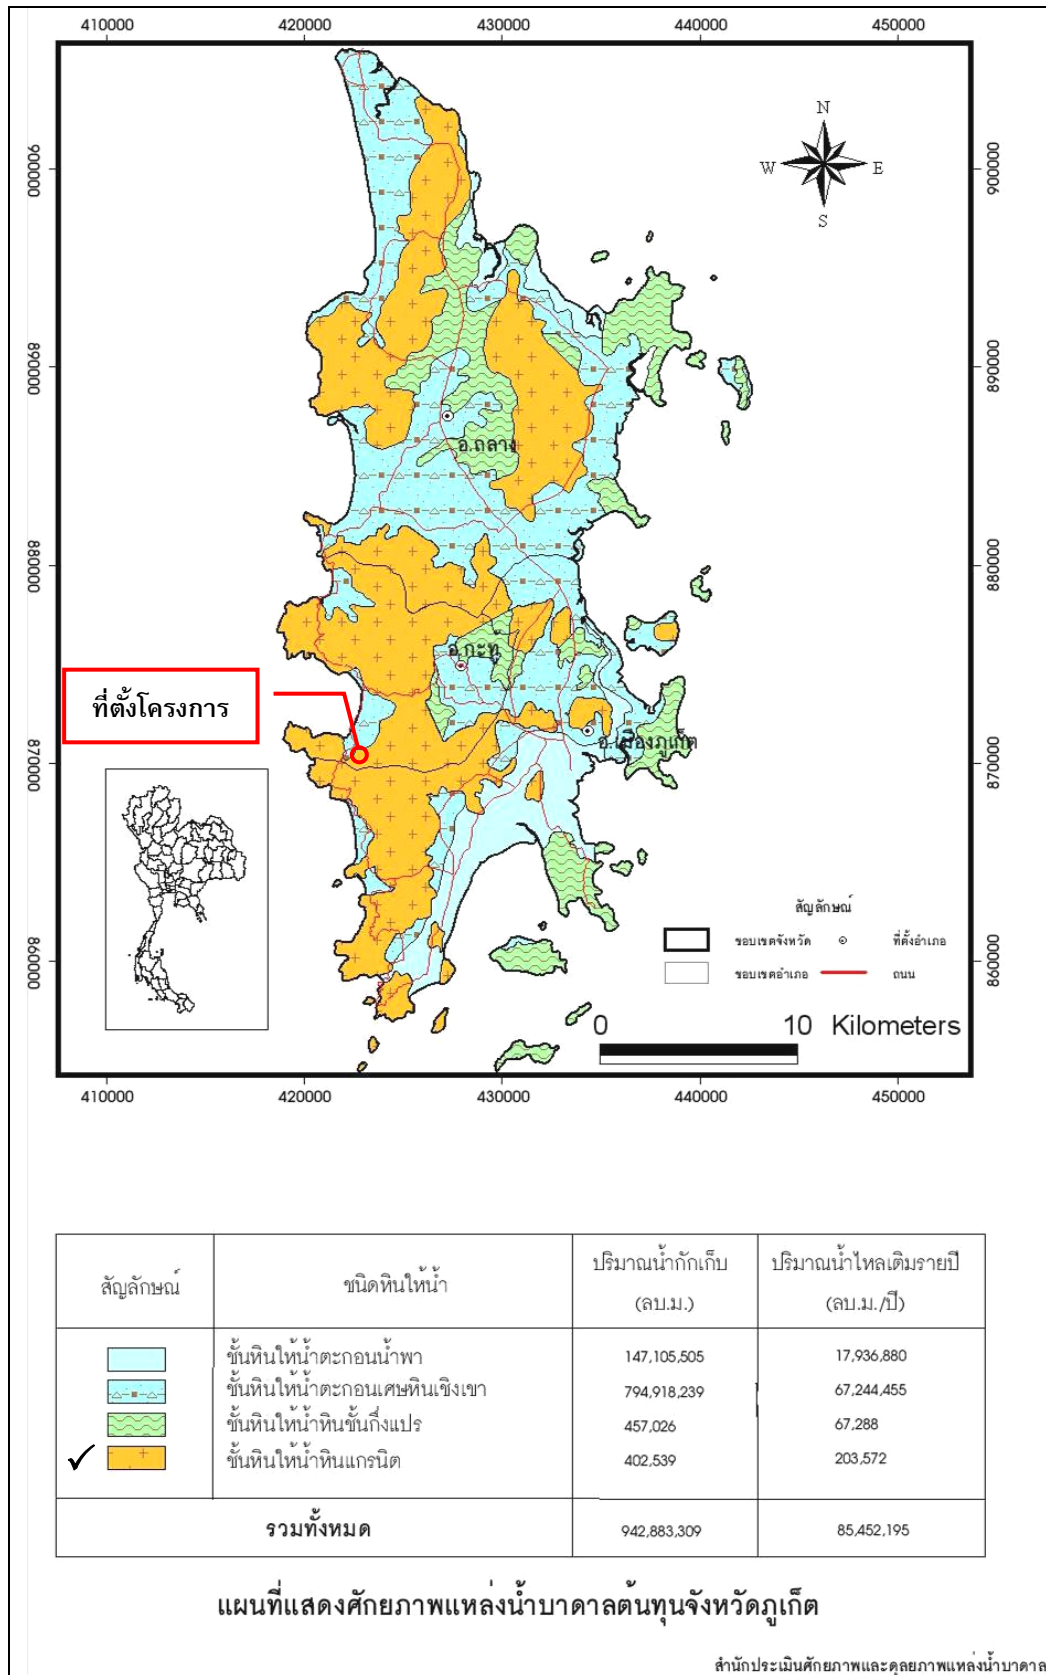 410000 420000 430000 440000 450000
N
W E
S
900000 900000
890000 890000
อ.ถลาง
880000 880000
อ.กะทู้
ที่ตั้งโครงการ
อ.เมืองภูเก็ต
870000 870000
สัญลักษณ์
ขอบเขตจังหวัด ที่ตั้งอำเภอ
ขอบเขตอำเภอ ถนน
860000 860000
0 10 Kilometers
410000 420000 430000 440000 450000
สัญลักษณ์ ชนิดหินให้น้ำ ปริมาณน้ำกักเก็บ ปริมาณน้ำไหลเติมรายปี
(ลบ.ม.) (ลบ.ม./ปี)
ชั้นหินให้น้ำตะกอนน้ำพา 147,105,505 17,936,880
ชั้นหินให้น้ำตะกอนเศษหินเชิงเขา 794,918,239 67,244,455
ชั้นหินให้น้ำหินชั้นกึ่งแปร 457,026 67,288
✓ ชั้นหินให้น้ำหินแกรนิต 402,539 203,572
รวมทั้งหมด 942,883,309 85,452,195
แผนที่แสดงศักยภาพแหล่งน้ำบาดาลต้นทุนจังหวัดภูเก็ต
สำนักประเมินศักยภาพและดุลยภาพแหล่งน้ำบาดาล